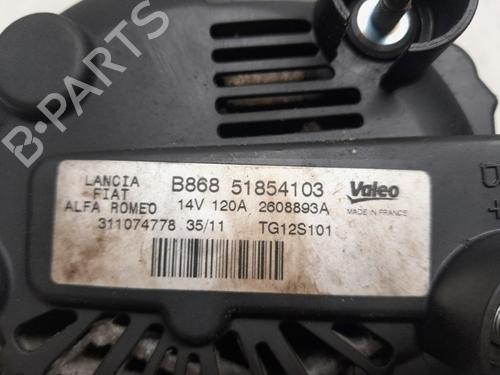 B-PARTS
LANCIA
FIAT
ALFA ROMEO
B868 51854103
14V 120A 2608893A
311074778 35/11 TG12S101
Valeo
MADE IN FRANCE